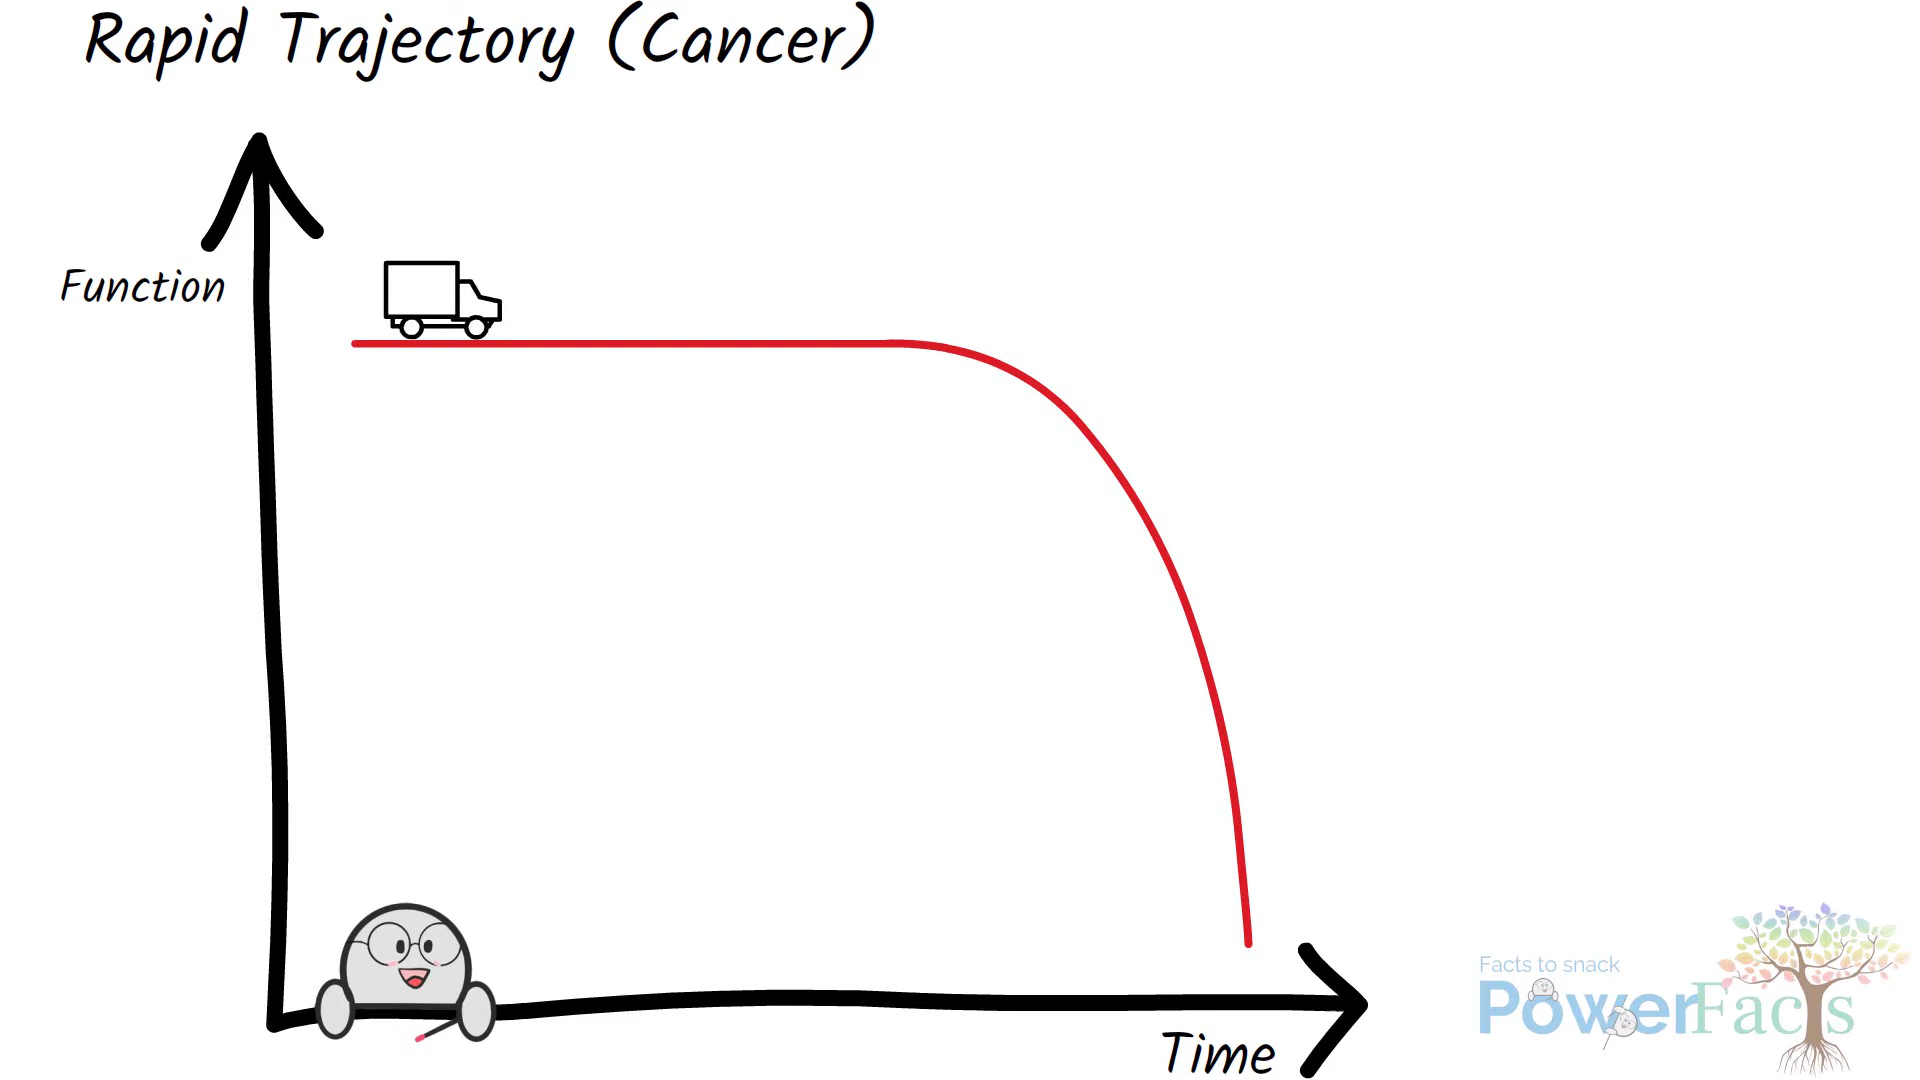 Rapid Trajectory (Cancer)
Function
Time
Facts to snack
PowerFacts